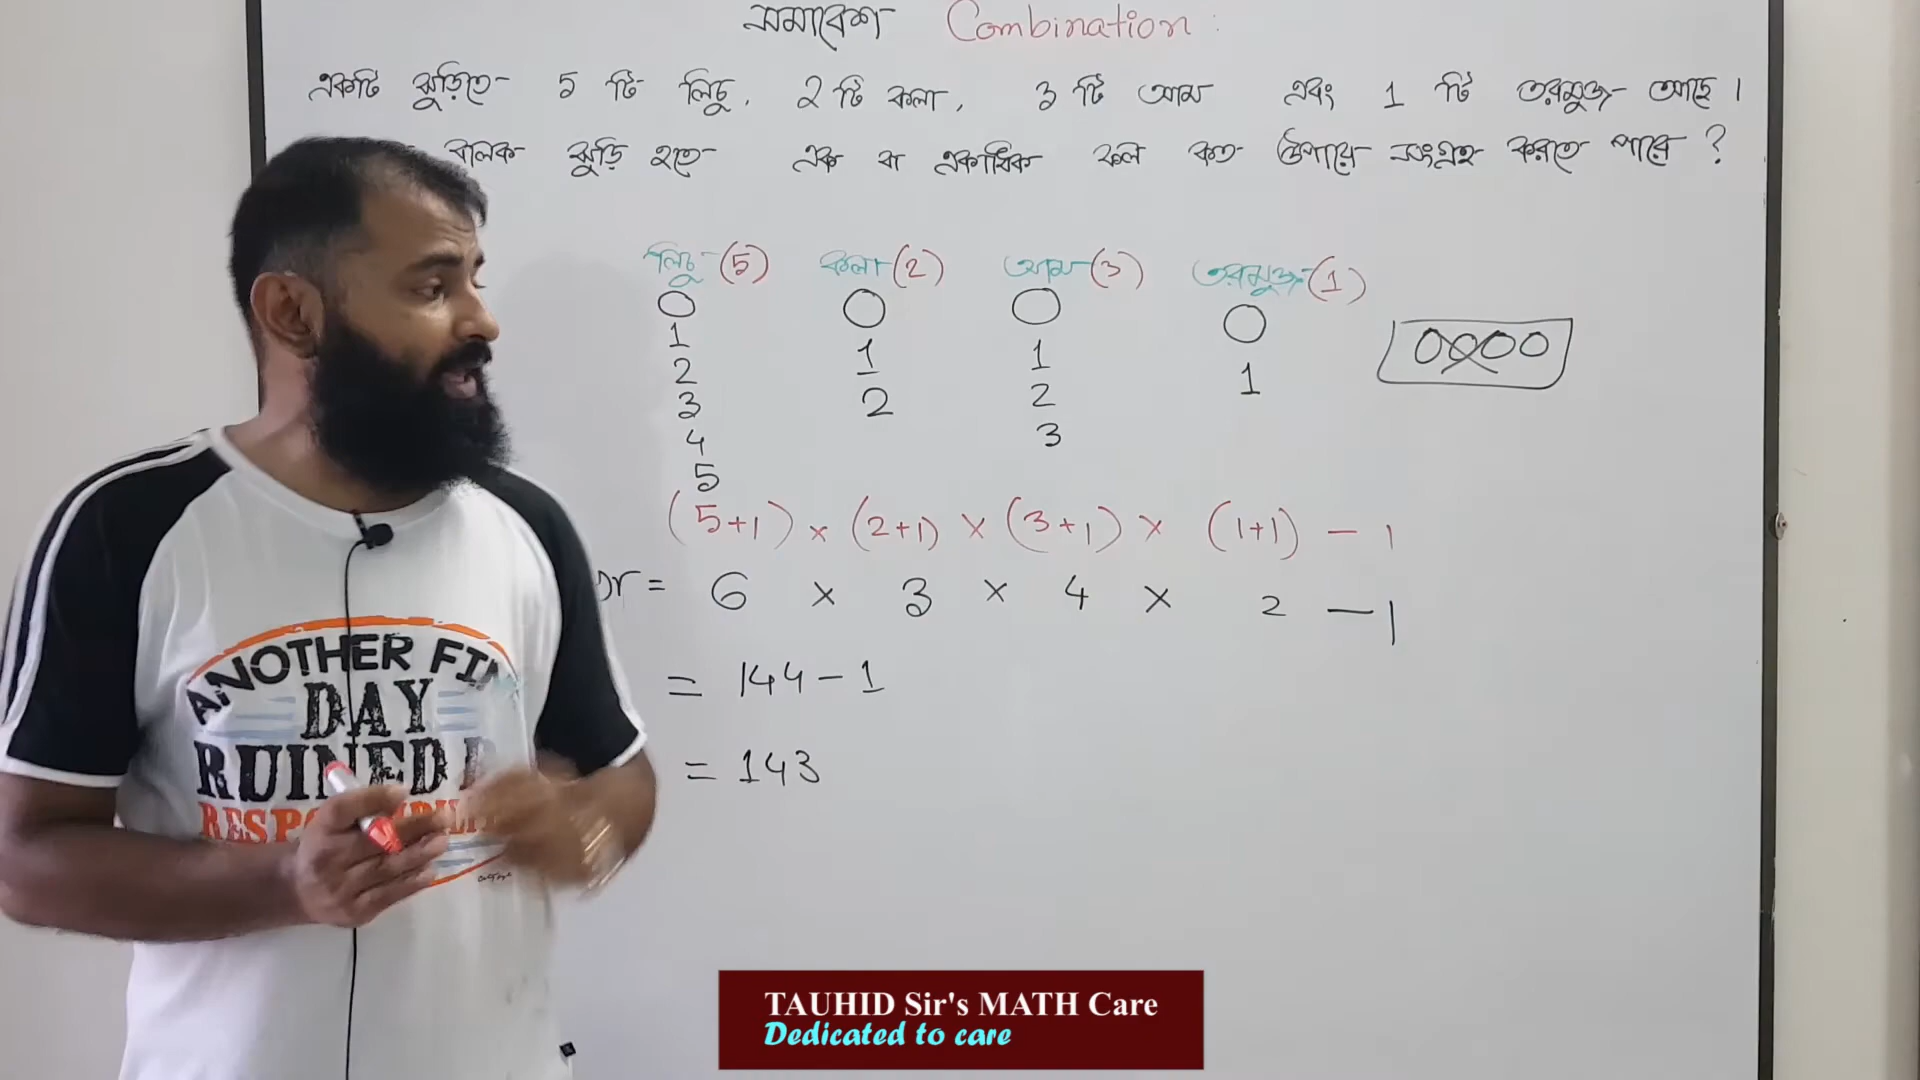 সমাবেশ Combination :
একটি ঝুড়িতে 5 টি লিচু, 2 টি কলা, 3 টি আম এবং 1 টি তরমুজ আছে।
বালক ঝুড়ি হতে এক বা একাধিক ফল কত উপায়ে সংগ্রহ করতে পারে ?
লিচু (5) কলা (2) আম (3) তরমুজ (1)
0 0 0 0
1 1 1 1
2 2 2
3 3
4
5
0000
(5+1) × (2+1) × (3+1) × (1+1) - 1
or = 6 × 3 × 4 × 2 - 1
= 144 - 1
= 143
ANOTHER FIN
DAY
RUINED
TAUHID Sir's MATH Care
Dedicated to care